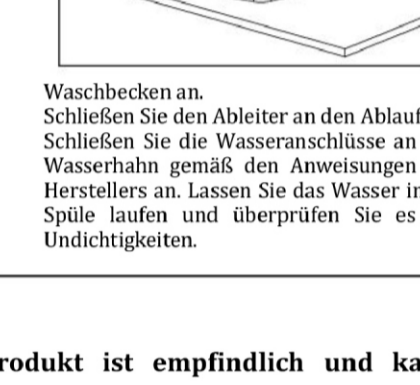 Waschbecken an.
Schließen Sie den Ableiter an den Ablauf
Schließen Sie die Wasseranschlüsse an
Wasserhahn gemäß den Anweisungen
Herstellers an. Lassen Sie das Wasser in
Spüle laufen und überprüfen Sie es
Undichtigkeiten.
rodukt ist empfindlich und ka